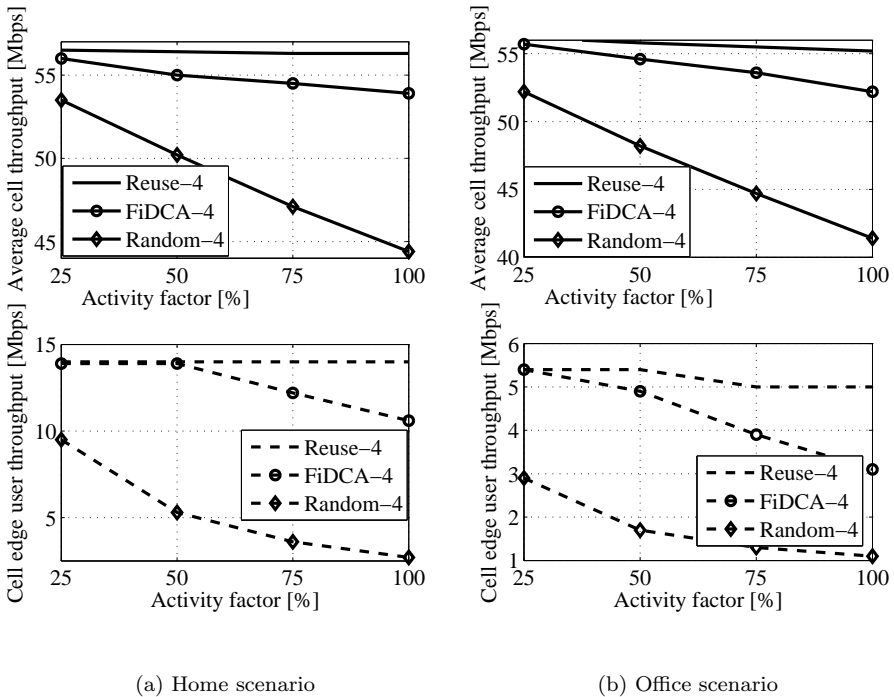 Average cell throughput [Mbps]
55
50
45
25 50 75 100
Activity factor [%]
Reuse−4
FiDCA−4
Random−4
Average cell throughput [Mbps]
55
50
45
40
25 50 75 100
Activity factor [%]
Reuse−4
FiDCA−4
Random−4
Cell edge user throughput [Mbps]
15
10
5
25 50 75 100
Activity factor [%]
Reuse−4
FiDCA−4
Random−4
Cell edge user throughput [Mbps]
6
5
4
3
2
1
25 50 75 100
Activity factor [%]
Reuse−4
FiDCA−4
Random−4
(a) Home scenario
(b) Office scenario